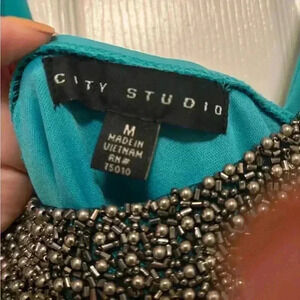 CITY STUDIO
M
MADE IN
VIETNAM
RN#
75010